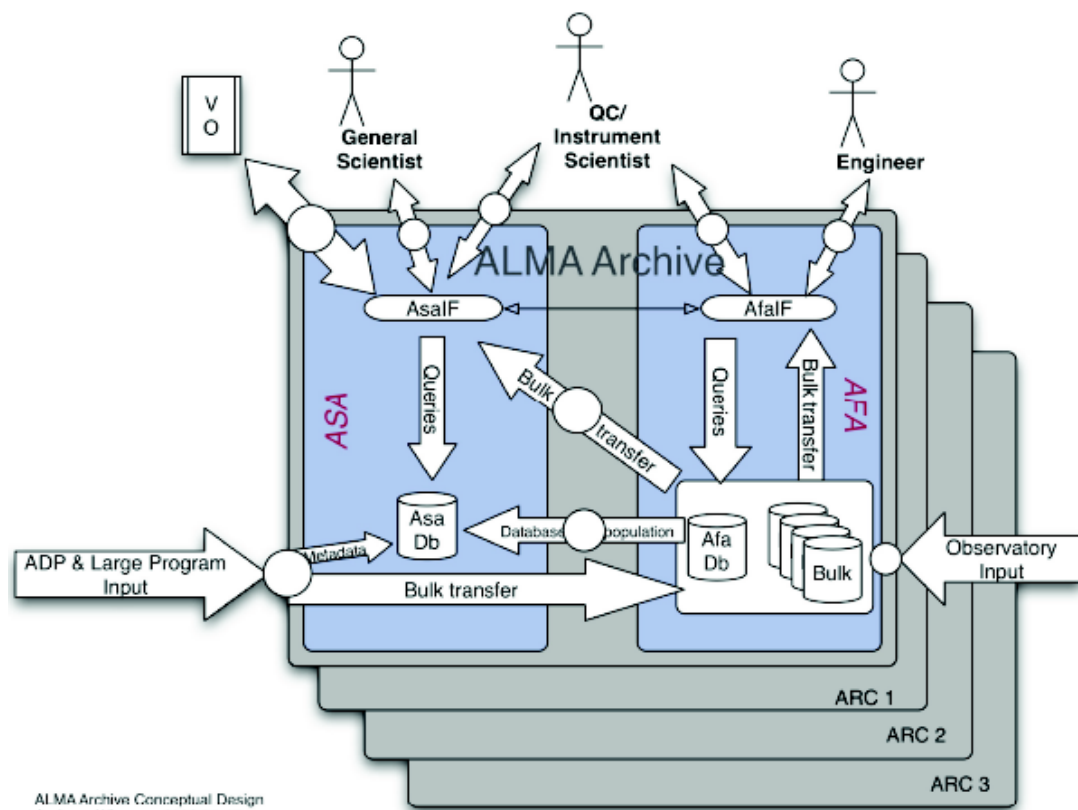 V
O
General
Scientist
QC/
Instrument
Scientist
Engineer
ALMA Archive
AsaIF
AfaIF
Queries
Bulk
transfer
Queries
Bulk transfer
ASA
AFA
Asa
Db
Database
population
Afa
Db
Bulk
Metadata
ADP & Large Program
Input
Bulk transfer
Observatory
Input
ARC 1
ARC 2
ARC 3
ALMA Archive Conceptual Design